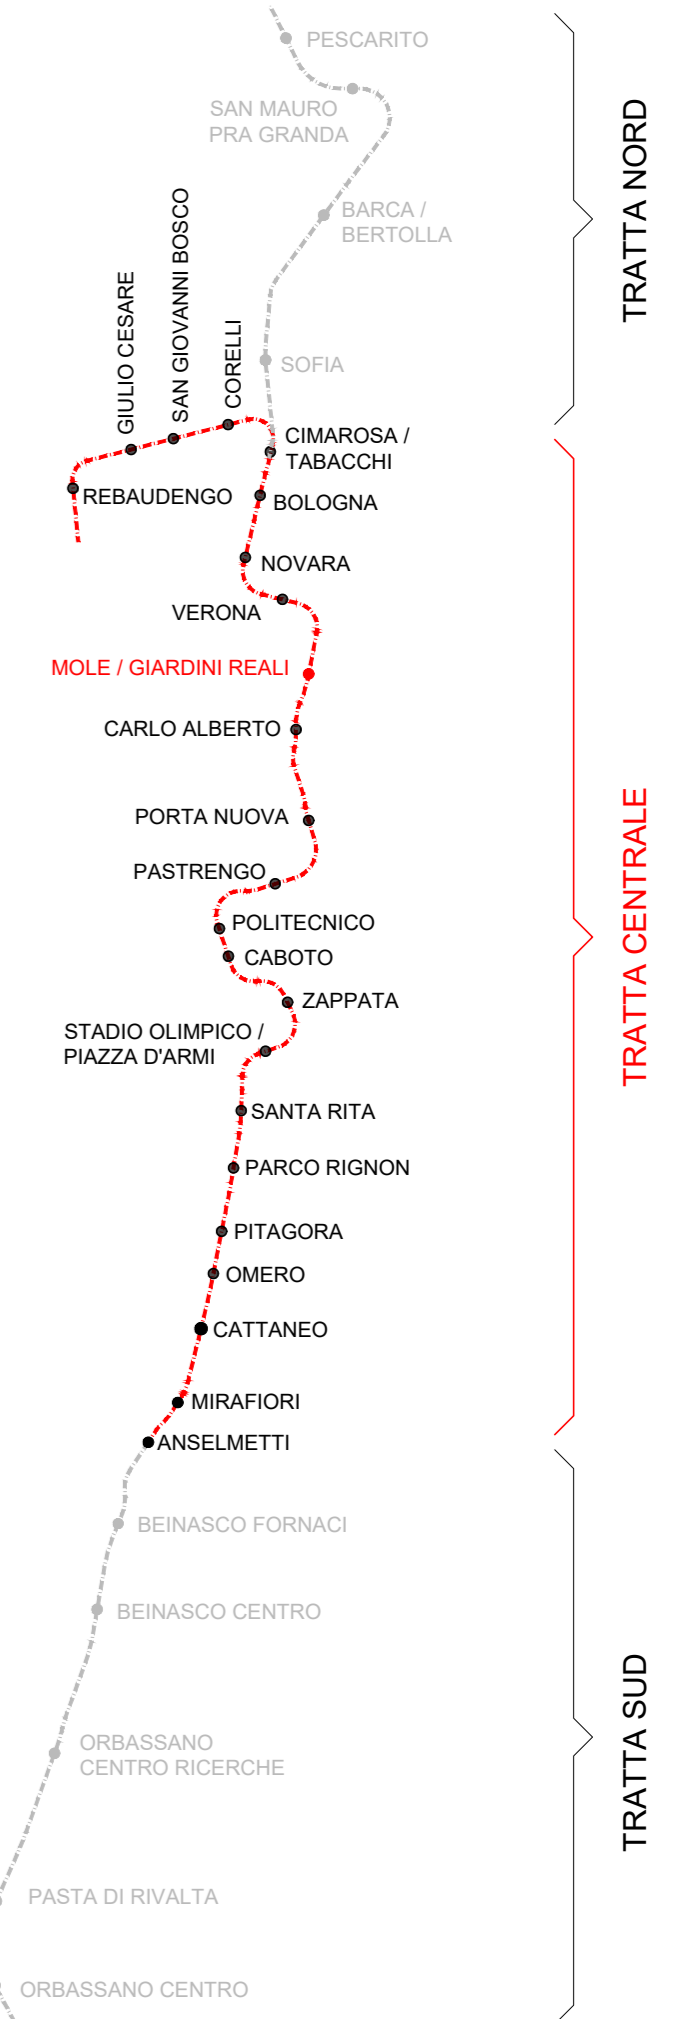 PESCARITO
SAN MAURO
PRA GRANDA
BARCA /
BERTOLLA
SOFIA
TRATTA NORD
GIULIO CESARE
SAN GIOVANNI BOSCO
CORELLI
CIMAROSA /
TABACCHI
REBAUDENGO
BOLOGNA
NOVARA
VERONA
MOLE / GIARDINI REALI
CARLO ALBERTO
PORTA NUOVA
PASTRENGO
POLITECNICO
CABOTO
ZAPPATA
STADIO OLIMPICO /
PIAZZA D'ARMI
SANTA RITA
PARCO RIGNON
PITAGORA
OMERO
CATTANEO
MIRAFIORI
ANSELMETTI
TRATTA CENTRALE
BEINASCO FORNACI
BEINASCO CENTRO
ORBASSANO
CENTRO RICERCHE
PASTA DI RIVALTA
ORBASSANO CENTRO
TRATTA SUD